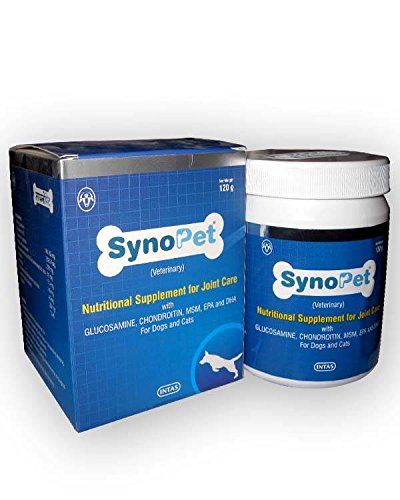 120 g
SynoPet
(Veterinary)
Nutritional Supplement for Joint Care
with
GLUCOSAMINE, CHONDROITIN, MSM, EPA and DHA
For Dogs and Cats
INTAS
SynoPet
(Veterinary)
Nutritional Supplement for Joint Care
with
GLUCOSAMINE, CHONDROITIN, MSM, EPA and DHA
For Dogs and Cats
INTAS